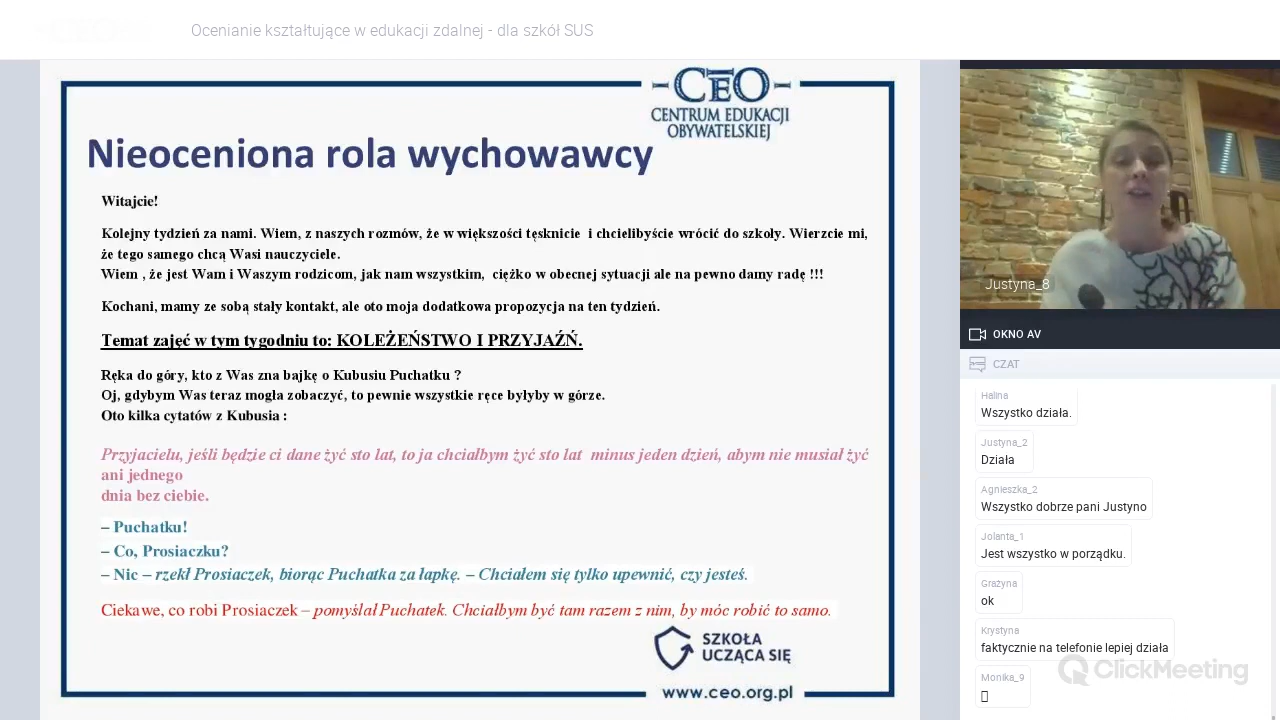 Ocenianie kształtujące w edukacji zdalnej - dla szkół SUS
CEO
CENTRUM EDUKACJI
OBYWATELSKIEJ
Nieoceniona rola wychowawcy
Witajcie!
Kolejny tydzień za nami. Wiem, z naszych rozmów, że w większości tęsknicie i chcielibyście wrócić do szkoły. Wierzcie mi,
że tego samego chcą Wasi nauczyciele.
Wiem , że jest Wam i Waszym rodzicom, jak nam wszystkim, ciężko w obecnej sytuacji ale na pewno damy radę !!!
Kochani, mamy ze sobą stały kontakt, ale oto moja dodatkowa propozycja na ten tydzień.
Temat zajęć w tym tygodniu to: KOLEŻEŃSTWO I PRZYJAŹŃ.
Ręka do góry, kto z Was zna bajkę o Kubusiu Puchatku ?
Oj, gdybym Was teraz mogła zobaczyć, to pewnie wszystkie ręce byłyby w górze.
Oto kilka cytatów z Kubusia :
Przyjacielu, jeśli będzie ci dane żyć sto lat, to ja chciałbym żyć sto lat minus jeden dzień, abym nie musiał żyć
ani jednego
dnia bez ciebie.
– Puchatku!
– Co, Prosiaczku?
– Nic – rzekł Prosiaczek, biorąc Puchatka za łapkę. – Chciałem się tylko upewnić, czy jesteś.
Ciekawe, co robi Prosiaczek – pomyślał Puchatek. Chciałbym być tam razem z nim, by móc robić to samo.
SZKOŁA
UCZĄCA SIĘ
www.ceo.org.pl
Justyna_8
OKNO AV
CZAT
Halina
Wszystko działa.
Justyna_2
Działa
Agnieszka_2
Wszystko dobrze pani Justyno
Jolanta_1
Jest wszystko w porządku.
Grażyna
ok
Krystyna
faktycznie na telefonie lepiej działa
Monika_9
ClickMeeting